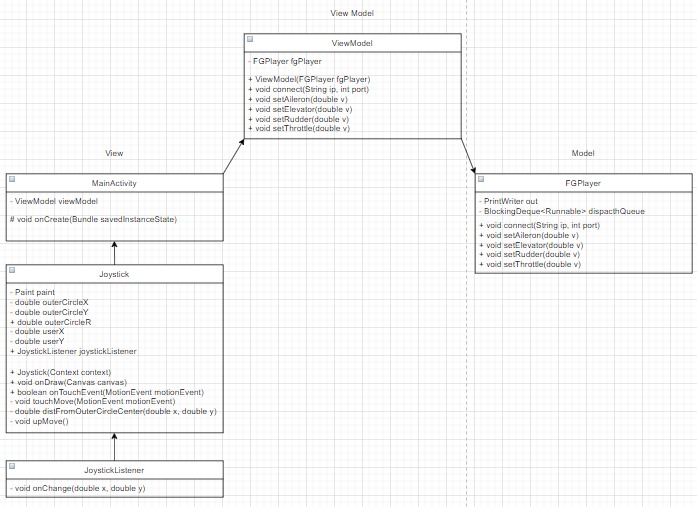 View Model
ViewModel
- FGPlayer fgPlayer
+ ViewModel(FGPlayer fgPlayer)
+ void connect(String ip, int port)
+ void setAileron(double v)
+ void setElevator(double v)
+ void setRudder(double v)
+ void setThrottle(double v)
View
MainActivity
- ViewModel viewModel
# void onCreate(Bundle savedInstanceState)
Joystick
- Paint paint
- double outerCircleX
- double outerCircleY
+ double outerCircleR
- double userX
- double userY
+ JoystickListener joystickListener
+ Joystick(Context context)
+ void onDraw(Canvas canvas)
+ boolean onTouchEvent(MotionEvent motionEvent)
- void touchMove(MotionEvent motionEvent)
- double distFromOuterCircleCenter(double x, double y)
- void upMove()
JoystickListener
- void onChange(double x, double y)
Model
FGPlayer
- PrintWriter out
- BlockingDeque<Runnable> dispacthQueue
+ void connect(String ip, int port)
+ void setAileron(double v)
+ void setElevator(double v)
+ void setRudder(double v)
+ void setThrottle(double v)